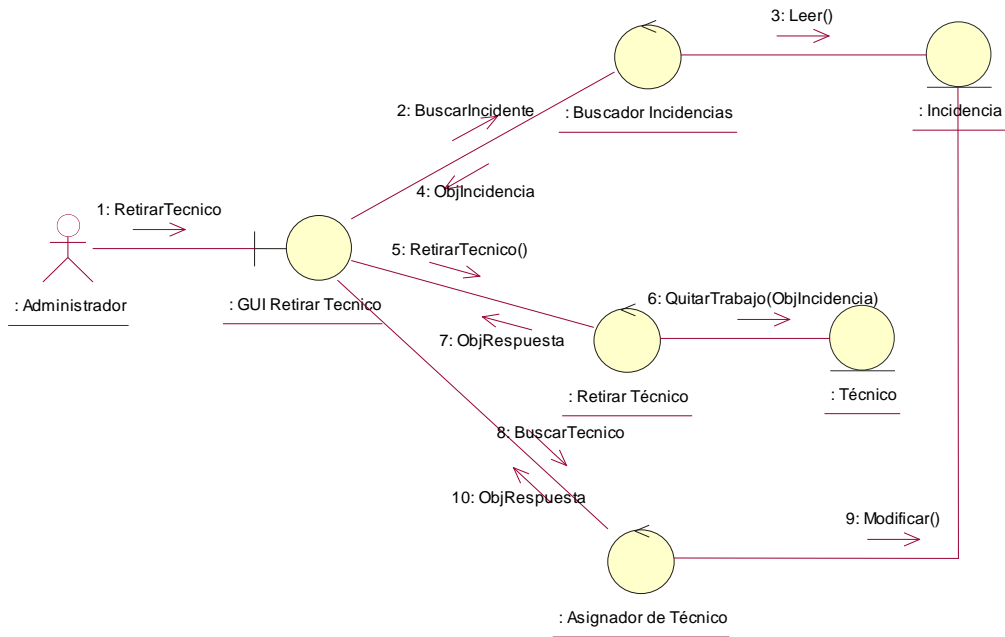 3: Leer()
2: BuscarIncidente
: Buscador Incidencias
: Incidencia
4: ObjIncidencia
1: RetirarTecnico
5: RetirarTecnico()
: Administrador
: GUI Retirar Tecnico
6: QuitarTrabajo(ObjIncidencia)
7: ObjRespuesta
: Retirar Técnico
: Técnico
8: BuscarTecnico
10: ObjRespuesta
9: Modificar()
: Asignador de Técnico